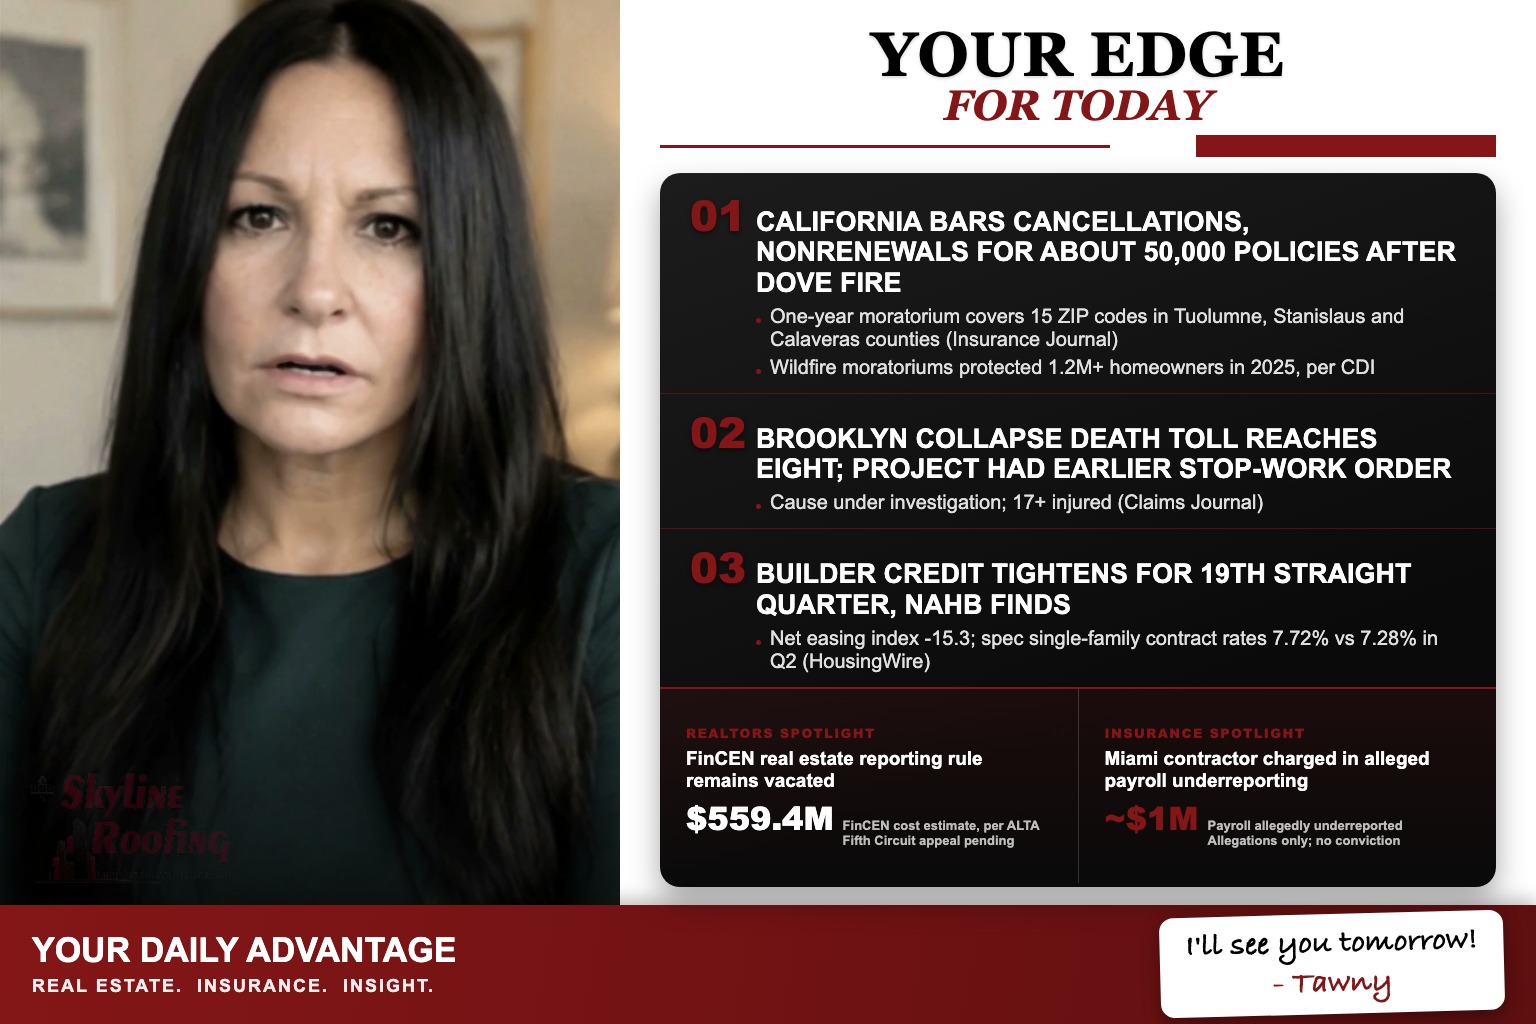 YOUR EDGE
FOR TODAY
01
CALIFORNIA BARS CANCELLATIONS,
NONRENEWALS FOR ABOUT 50,000 POLICIES AFTER
DOVE FIRE
• One-year moratorium covers 15 ZIP codes in Tuolumne, Stanislaus and
Calaveras counties (Insurance Journal)
• Wildfire moratoriums protected 1.2M+ homeowners in 2025, per CDI
02
BROOKLYN COLLAPSE DEATH TOLL REACHES
EIGHT; PROJECT HAD EARLIER STOP-WORK ORDER
• Cause under investigation; 17+ injured (Claims Journal)
03
BUILDER CREDIT TIGHTENS FOR 19TH STRAIGHT
QUARTER, NAHB FINDS
• Net easing index -15.3; spec single-family contract rates 7.72% vs 7.28% in
Q2 (HousingWire)
REALTORS SPOTLIGHT
FinCEN real estate reporting rule
remains vacated
$559.4M
FinCEN cost estimate, per ALTA
Fifth Circuit appeal pending
INSURANCE SPOTLIGHT
Miami contractor charged in alleged
payroll underreporting
~$1M
Payroll allegedly underreported
Allegations only; no conviction
Skyline
Roofing
YOUR DAILY ADVANTAGE
REAL ESTATE. INSURANCE. INSIGHT.
I'll see you tomorrow!
- Tawny